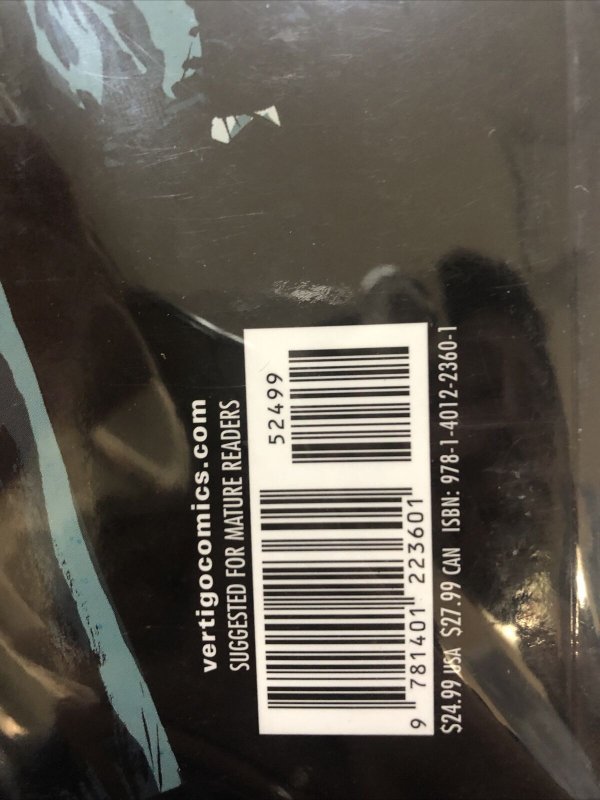 vertigocomics.com
SUGGESTED FOR MATURE READERS
52499
9 781401 223601
$24.99 USA $27.99 CAN ISBN: 978-1-4012-2360-1